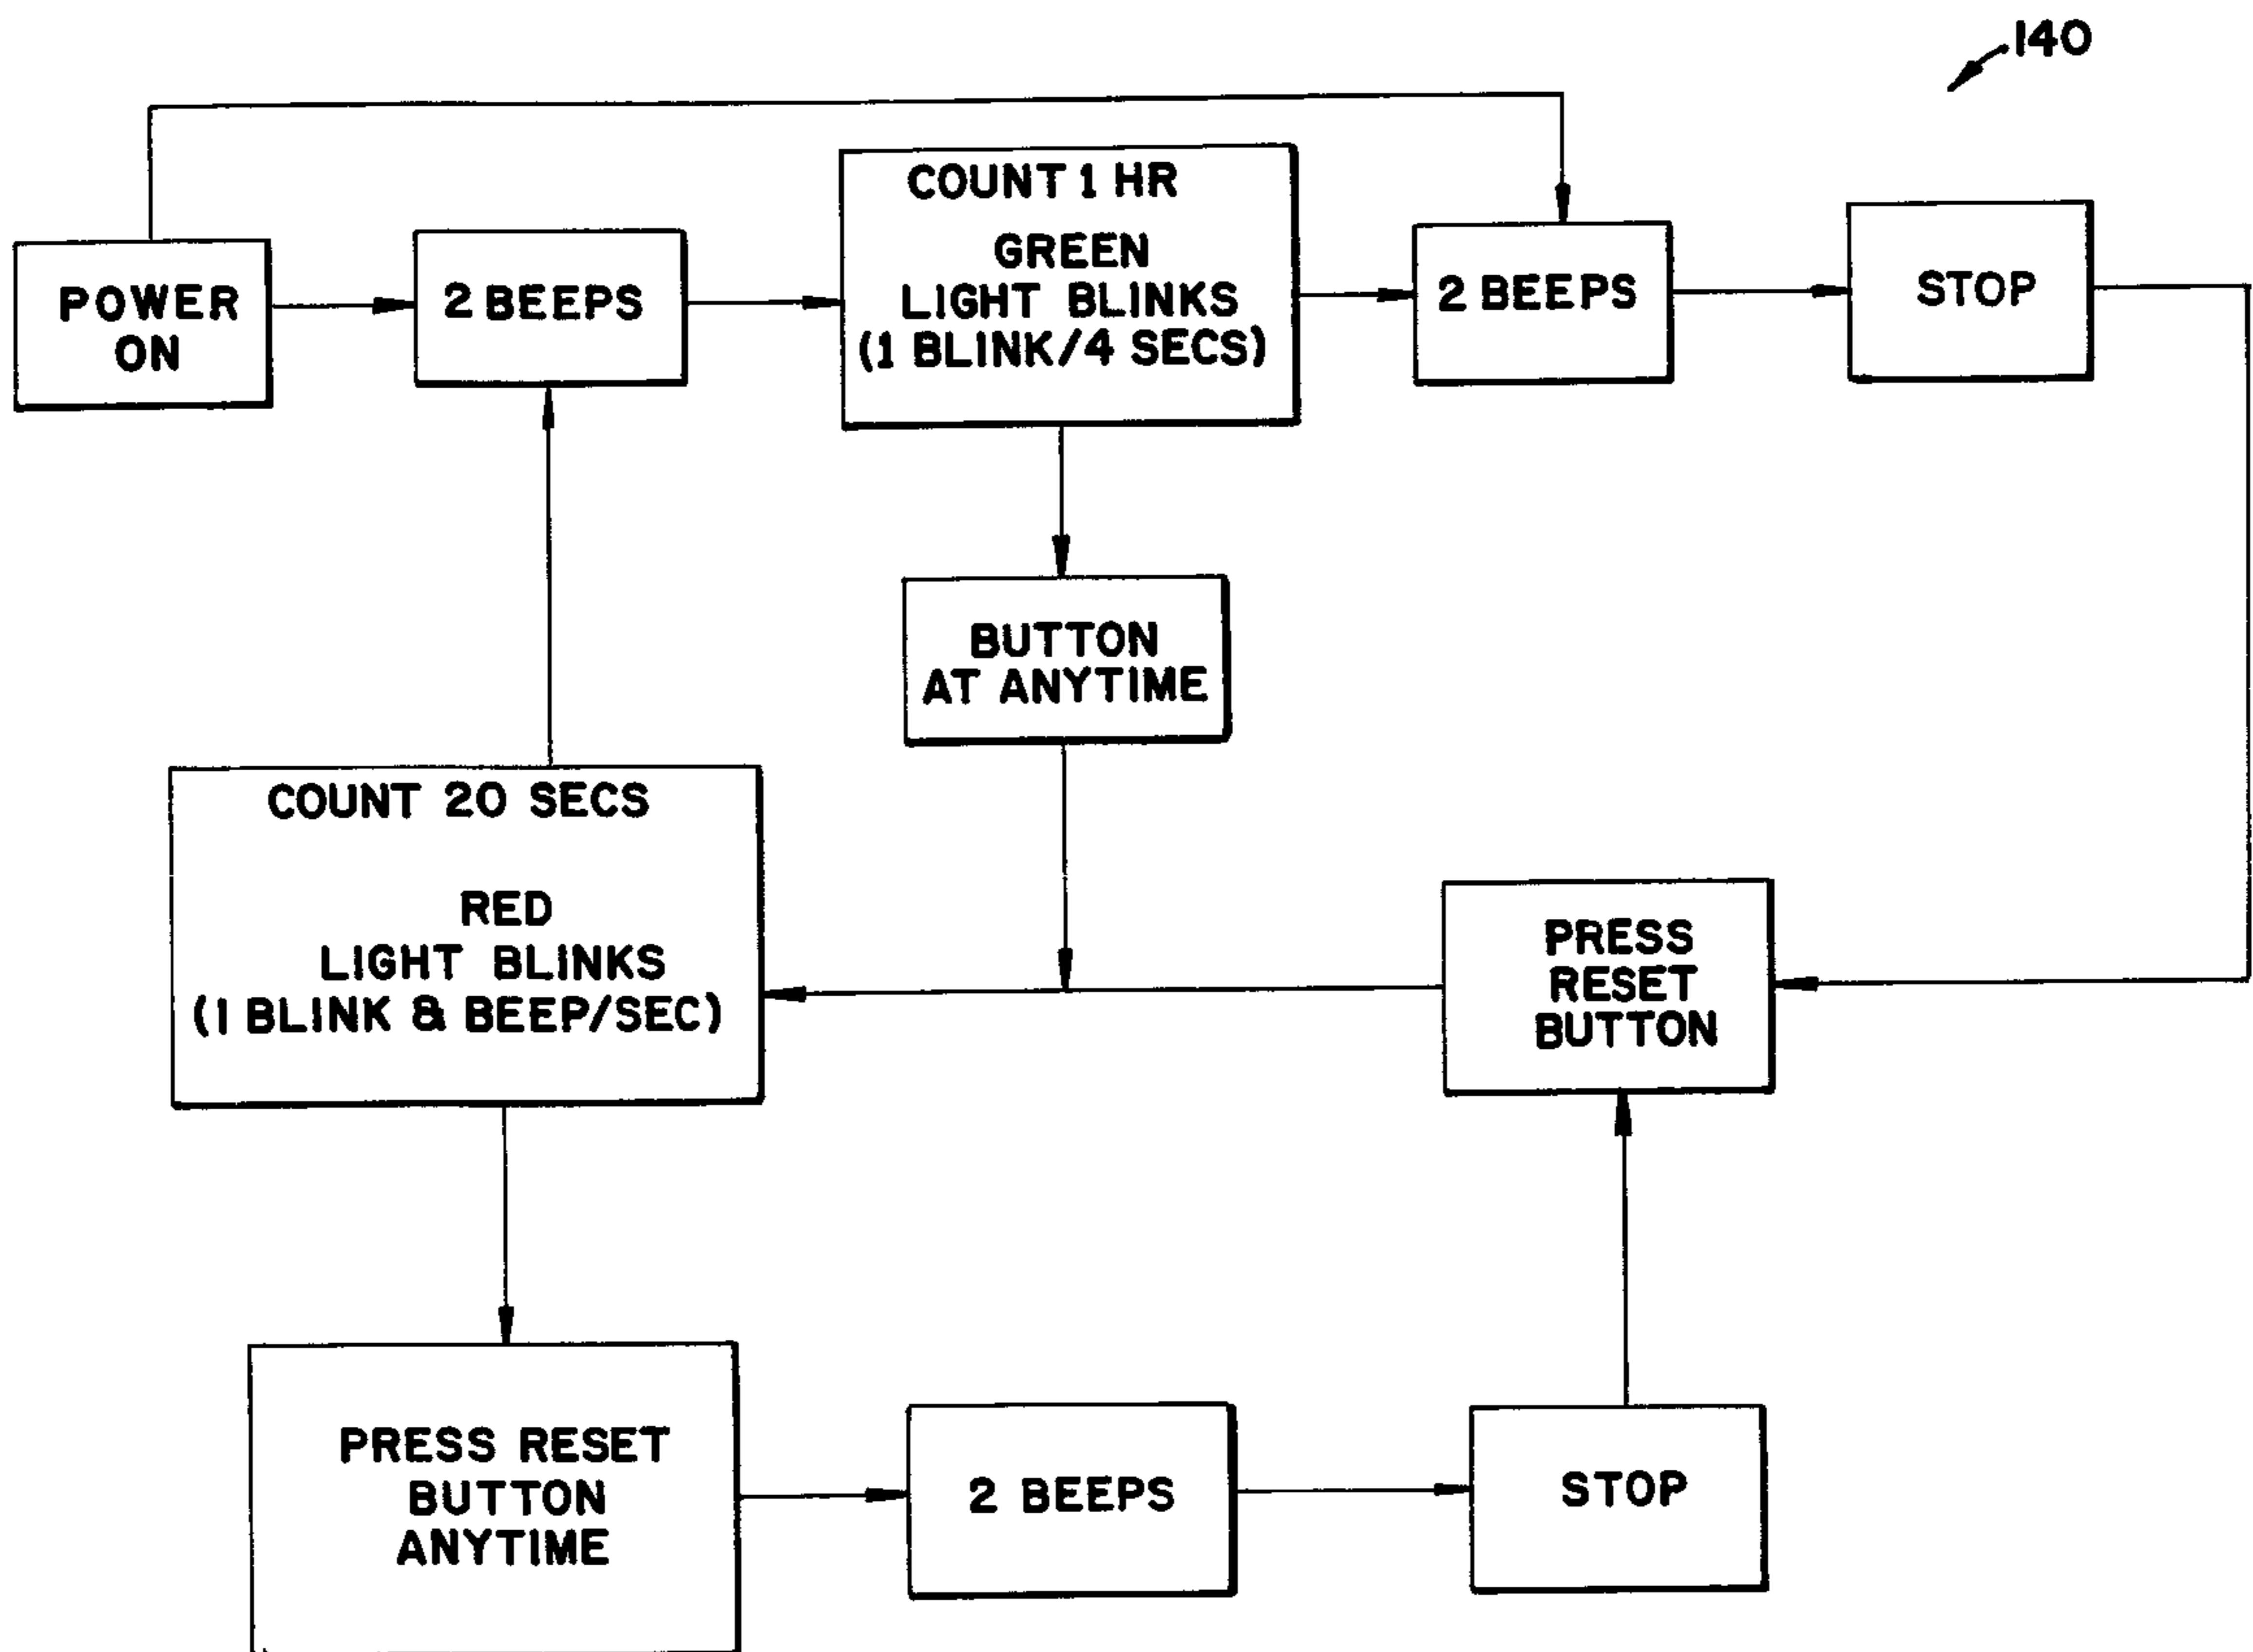 140
POWER
ON
2 BEEPS
COUNT 1 HR
GREEN
LIGHT BLINKS
(1 BLINK/4 SECS)
2 BEEPS
STOP
BUTTON
AT ANYTIME
COUNT 20 SECS
RED
LIGHT BLINKS
(1 BLINK & BEEP/SEC)
PRESS
RESET
BUTTON
PRESS RESET
BUTTON
ANYTIME
2 BEEPS
STOP